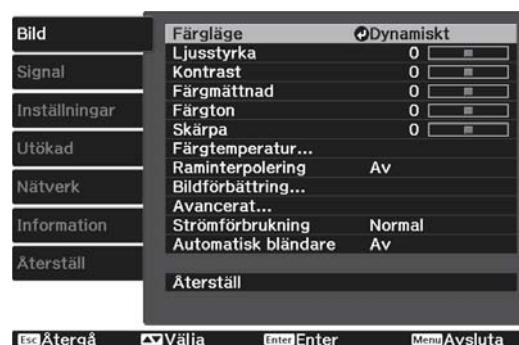 Bild
Signal
Inställningar
Utökad
Nätverk
Information
Återställ
Färgläge Dynamiskt
Ljusstyrka 0
Kontrast 0
Färgmättnad 0
Färgton 0
Skärpa 0
Färgtemperatur...
Raminterpolering Av
Bildförbättring...
Avancerat...
Strömförbrukning Normal
Automatisk bländare Av
Återställ
Esc Återgå Välja Enter Enter Menu Avsluta